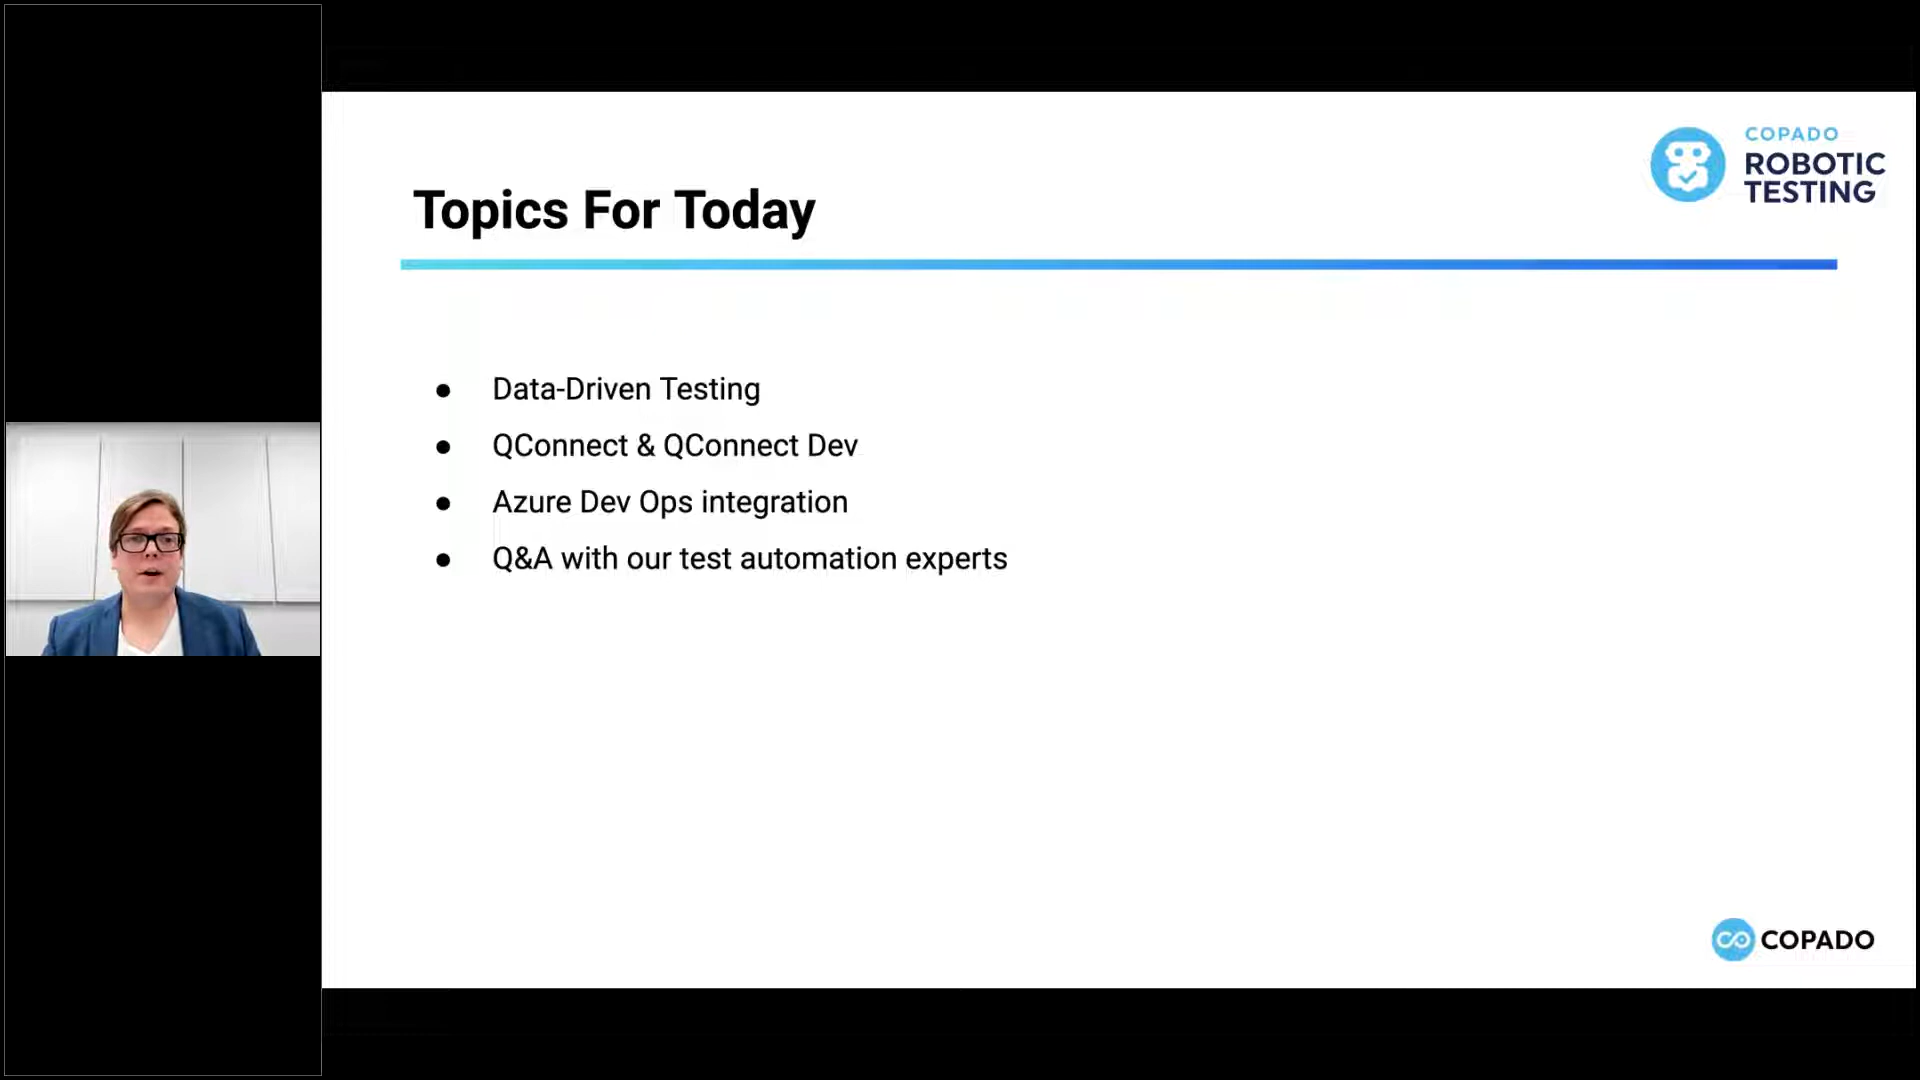 COPADO
ROBOTIC
TESTING
Topics For Today
● Data-Driven Testing
● QConnect & QConnect Dev
● Azure Dev Ops integration
● Q&A with our test automation experts
COPADO